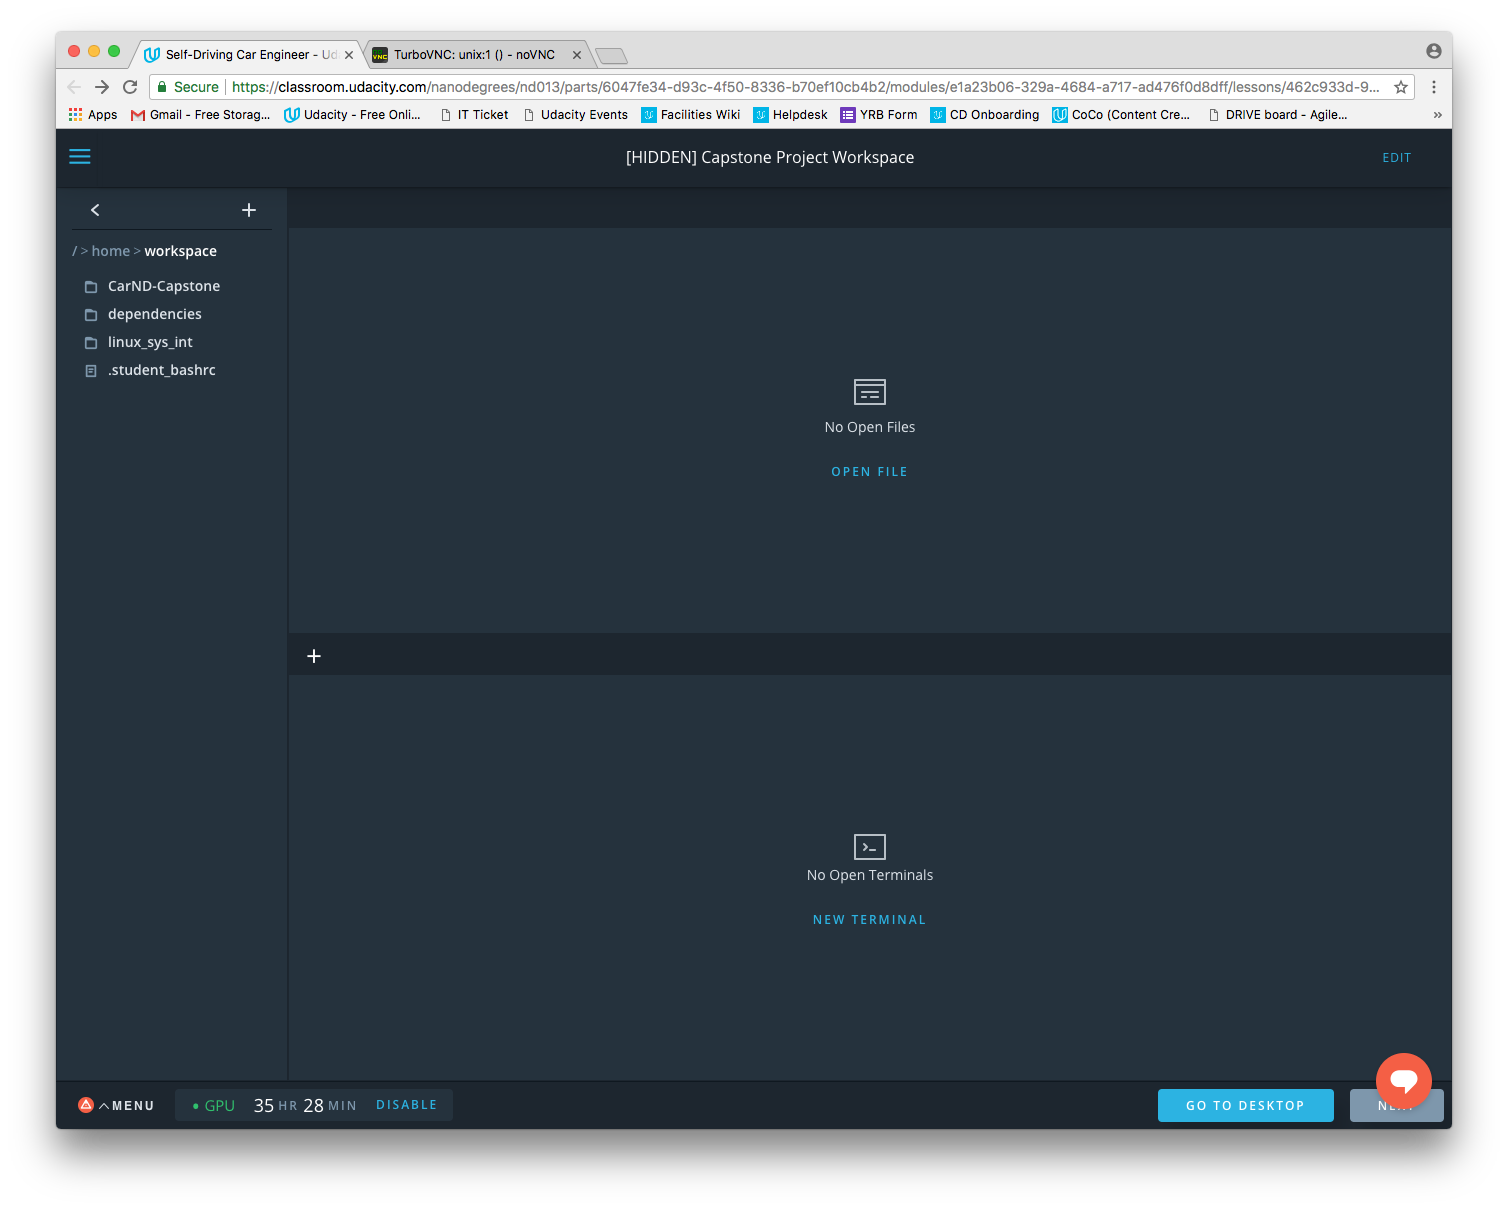 Self-Driving Car Engineer - Ud
TurboVNC: unix:1 () - noVNC
Secure https://classroom.udacity.com/nanodegrees/nd013/parts/6047fe34-d93c-4f50-8336-b70ef10cb4b2/modules/e1a23b06-329a-4684-a717-ad476f0d8dff/lessons/462c933d-9...
Apps Gmail - Free Storag... Udacity - Free Onli... IT Ticket Udacity Events Facilities Wiki Helpdesk YRB Form CD Onboarding CoCo (Content Cre... DRIVE board - Agile... »
[HIDDEN] Capstone Project Workspace
EDIT
/ > home > workspace
CarND-Capstone
dependencies
linux_sys_int
.student_bashrc
No Open Files
OPEN FILE
No Open Terminals
NEW TERMINAL
MENU GPU 35 HR 28 MIN DISABLE GO TO DESKTOP